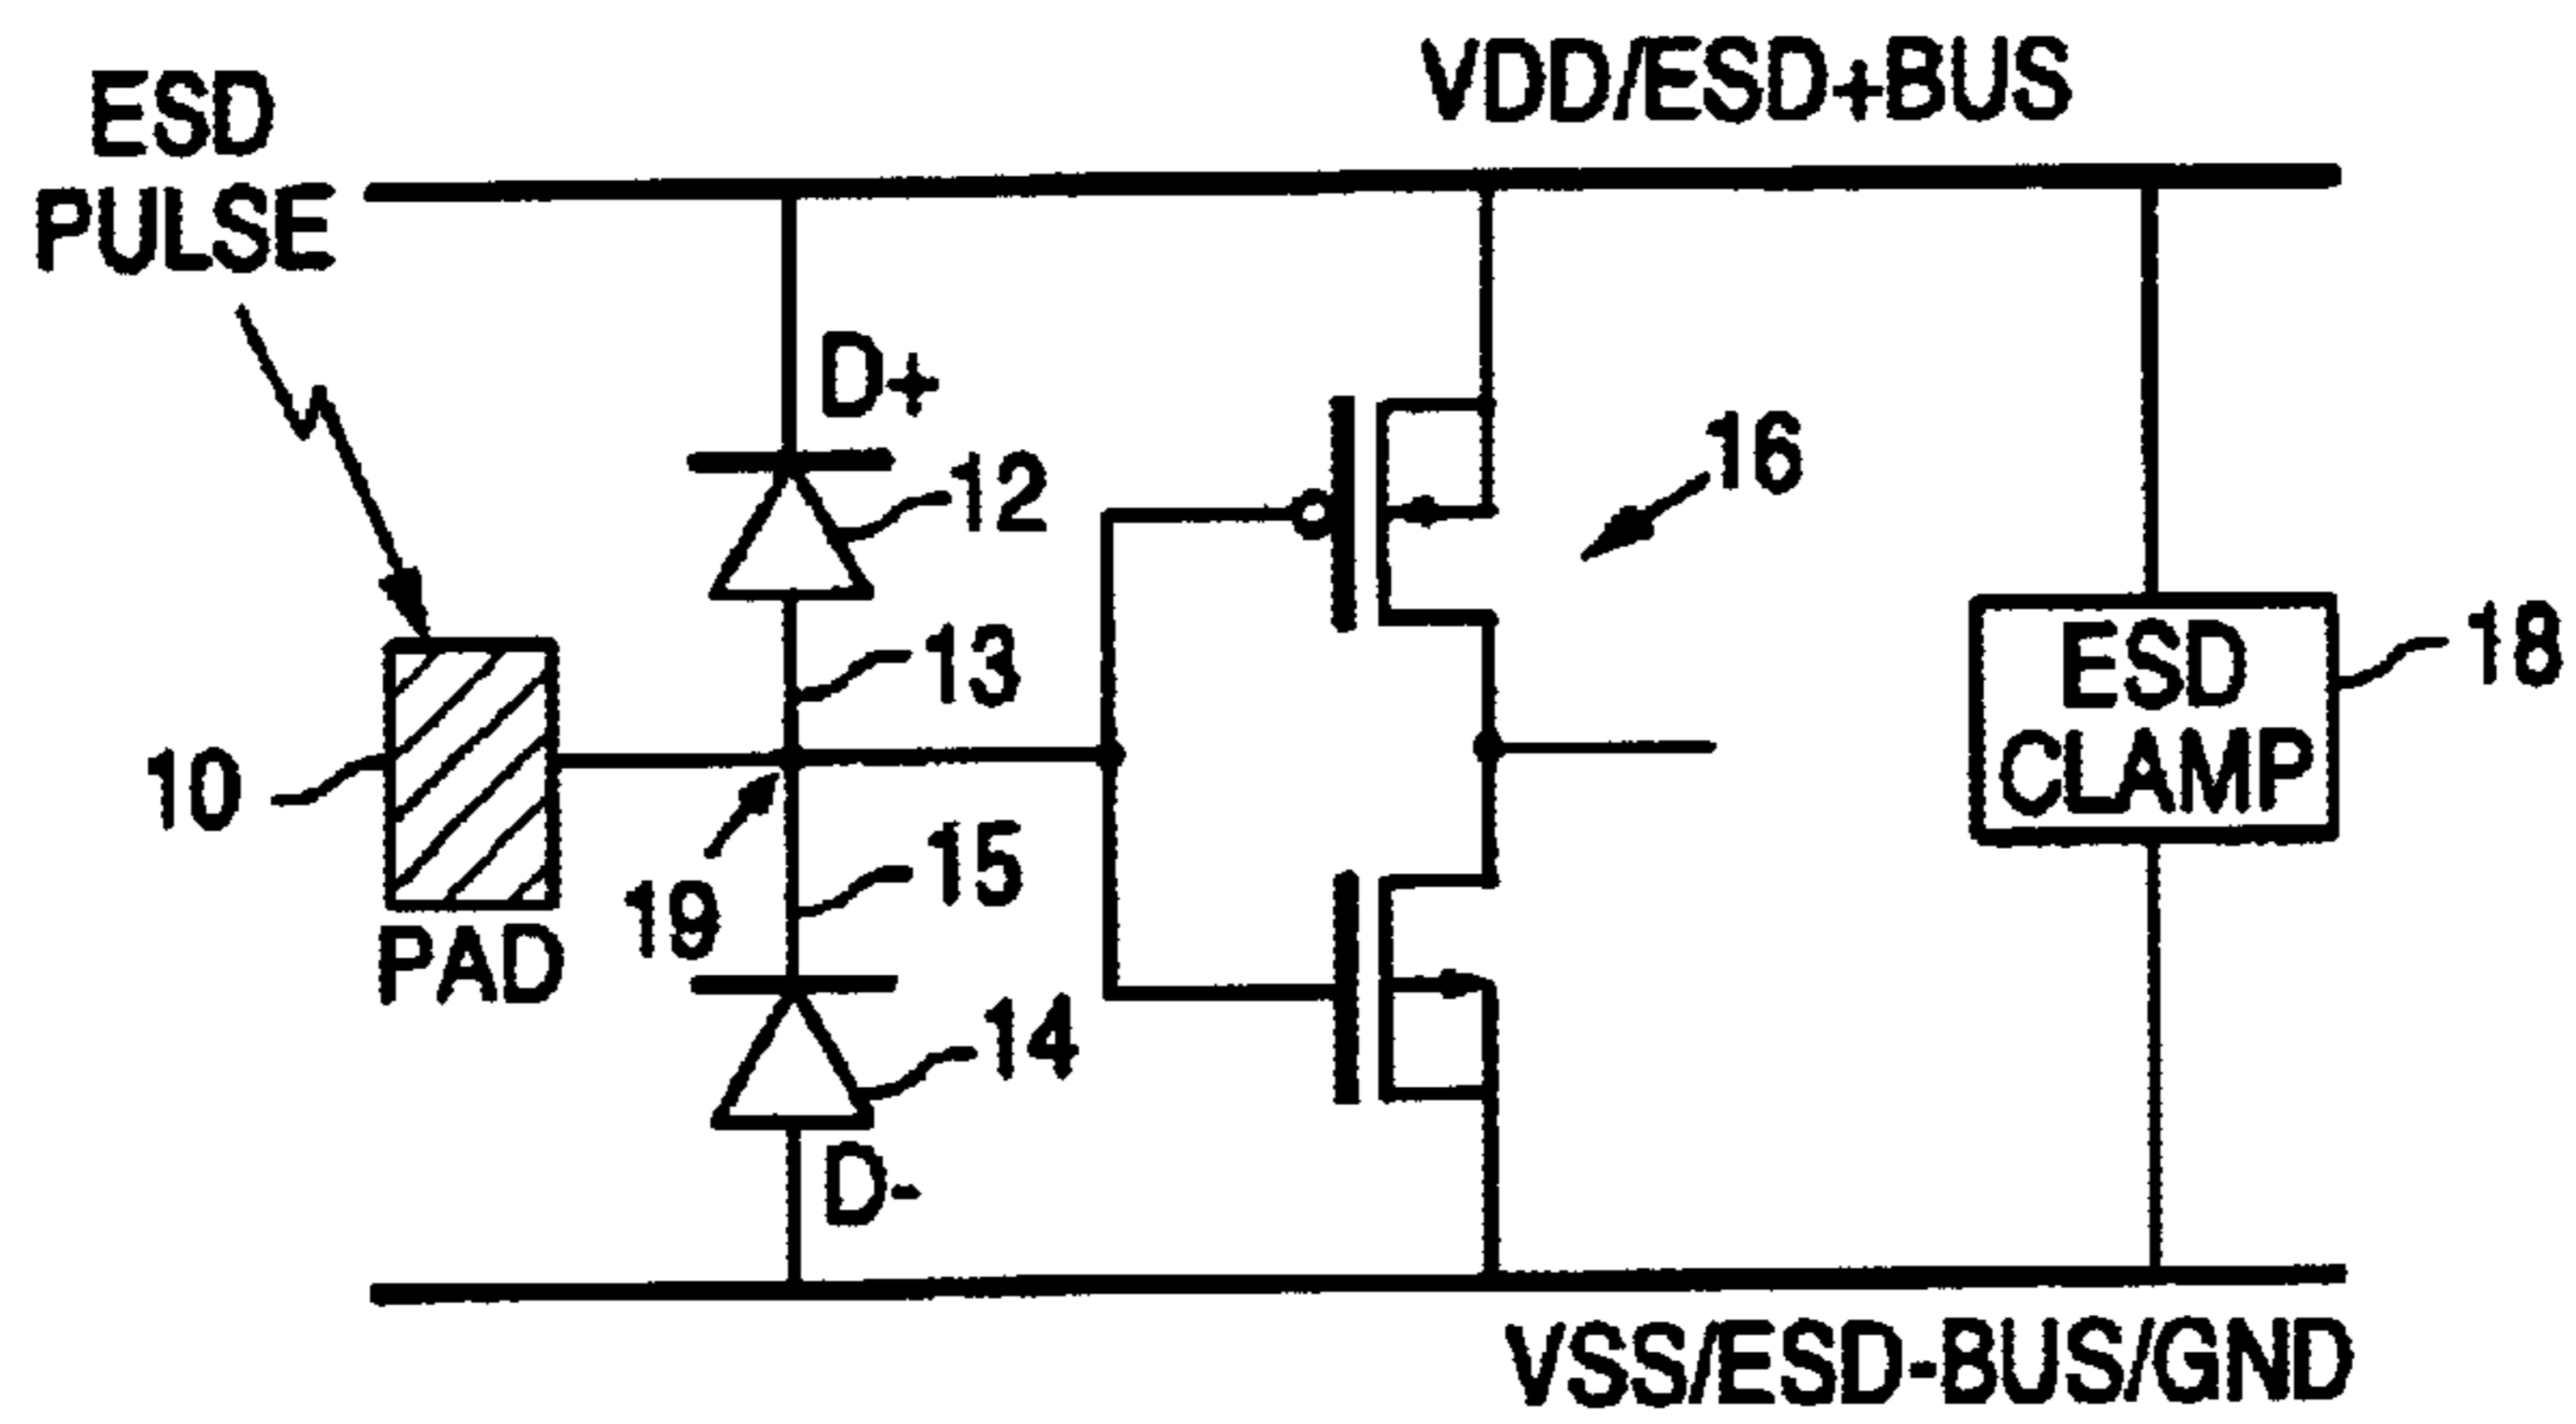 VDD/ESD+BUS
ESD
PULSE
D+
12
16
13
18
ESD
CLAMP
10
15
19
PAD
14
D-
VSS/ESD-BUS/GND